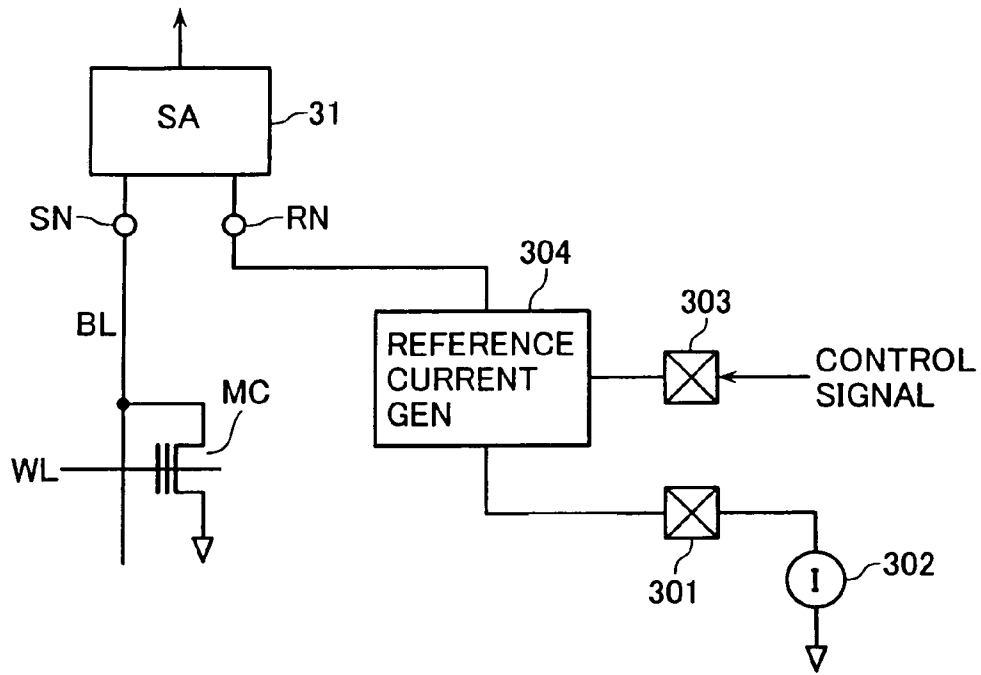 SA
31
SN
RN
304
303
BL
REFERENCE
CURRENT
GEN
CONTROL
SIGNAL
MC
WL
301
I
302